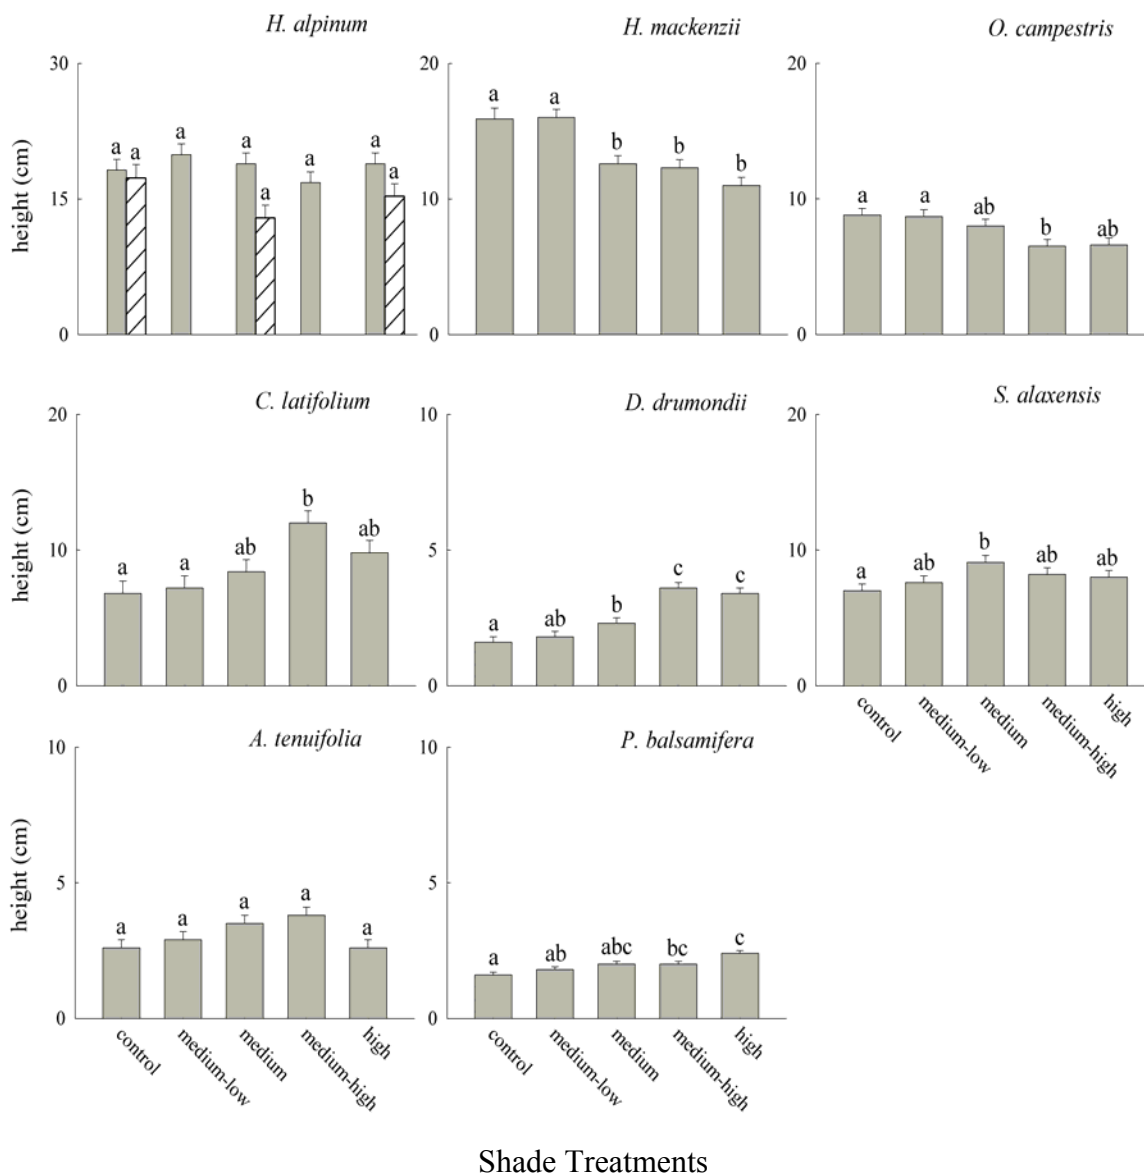 H. alpinum
H. mackenzii
O. campestris
height (cm)
30
15
0
a a a a a a a a
20
10
0
a a b b b
20
10
0
a a ab b ab
C. latifolium
D. drumondii
S. alaxensis
height (cm)
20
10
0
a a ab b ab
10
5
0
a ab b c c
20
10
0
a ab b ab ab
control
medium-low
medium
medium-high
high
A. tenuifolia
P. balsamifera
height (cm)
10
5
0
a a a a a
control
medium-low
medium
medium-high
high
10
5
0
a ab abc bc c
control
medium-low
medium
medium-high
high
Shade Treatments